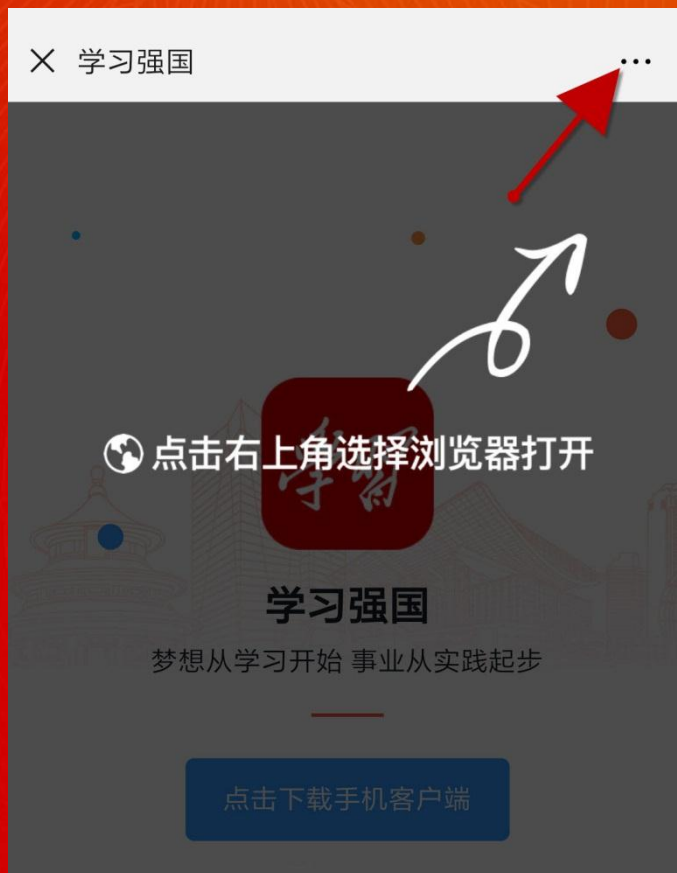 学习强国
点击右上角选择浏览器打开
学习
学习强国
梦想从学习开始 事业从实践起步
点击下载手机客户端